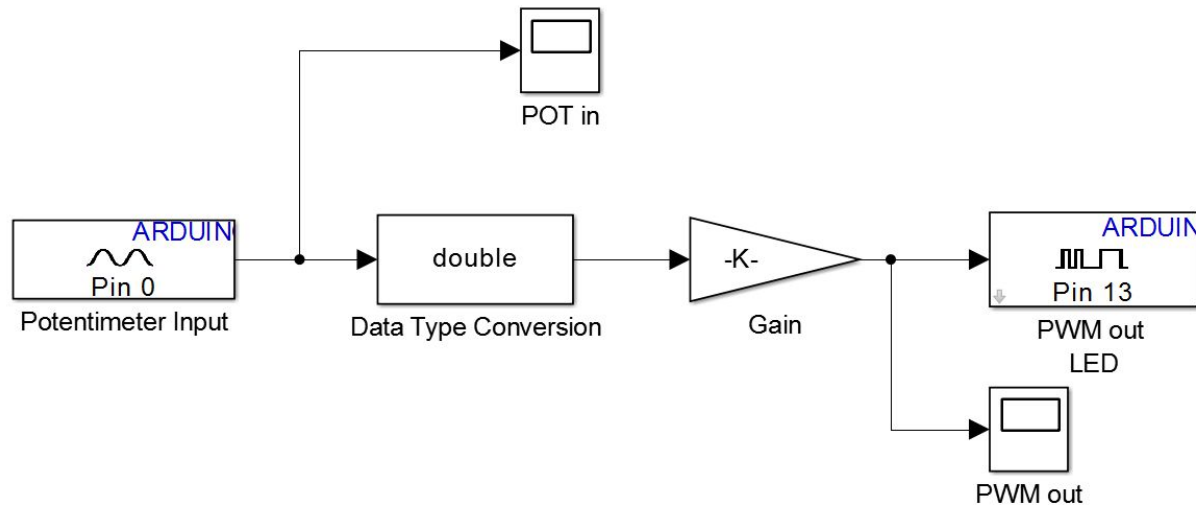 POT in
ARDUIN
Pin 0
Potentimeter Input
double
Data Type Conversion
-K-
Gain
ARDUIN
Pin 13
PWM out
LED
PWM out